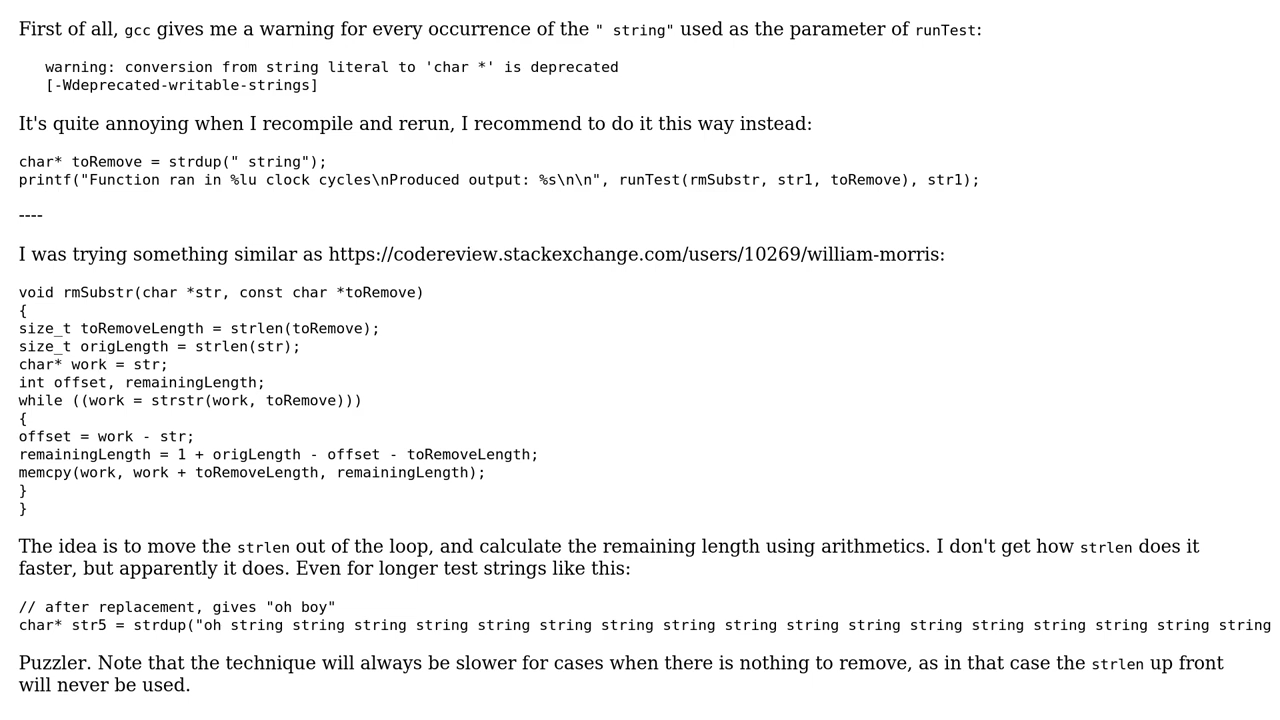 First of all, gcc gives me a warning for every occurrence of the " string" used as the parameter of runTest:
warning: conversion from string literal to 'char *' is deprecated
[-Wdeprecated-writable-strings]
It's quite annoying when I recompile and rerun, I recommend to do it this way instead:
char* toRemove = strdup(" string");
printf("Function ran in %lu clock cycles\nProduced output: %s\n\n", runTest(rmSubstr, str1, toRemove), str1);
----
I was trying something similar as https://codereview.stackexchange.com/users/10269/william-morris:
void rmSubstr(char *str, const char *toRemove)
{
size_t toRemoveLength = strlen(toRemove);
size_t origLength = strlen(str);
char* work = str;
int offset, remainingLength;
while ((work = strstr(work, toRemove)))
{
offset = work - str;
remainingLength = 1 + origLength - offset - toRemoveLength;
memcpy(work, work + toRemoveLength, remainingLength);
}
}
The idea is to move the strlen out of the loop, and calculate the remaining length using arithmetics. I don't get how strlen does it
faster, but apparently it does. Even for longer test strings like this:
// after replacement, gives "oh boy"
char* str5 = strdup("oh string string string string string string string string string string string string string string string string string
Puzzler. Note that the technique will always be slower for cases when there is nothing to remove, as in that case the strlen up front
will never be used.